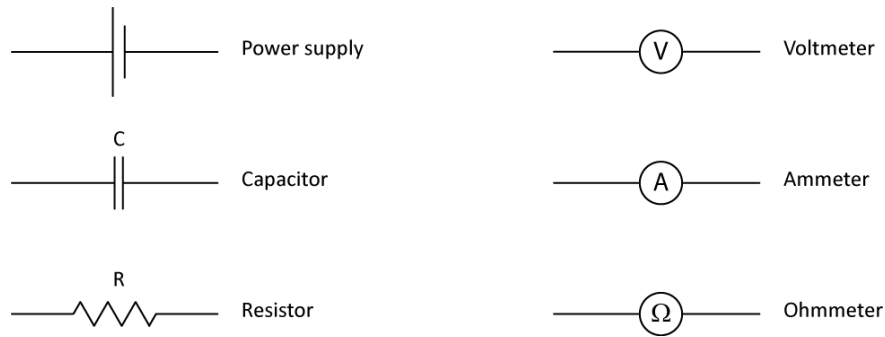 Power supply
V
Voltmeter
C
Capacitor
A
Ammeter
R
Resistor
Ω
Ohmmeter